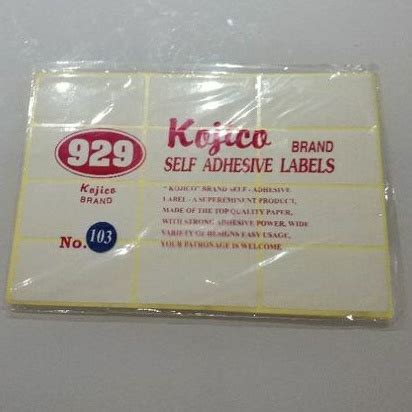 929
Kojico
BRAND
No. 103
Kojico BRAND
SELF ADHESIVE LABELS
"KOJICO" BRAND SELF - ADHESIVE
LABEL - A SUPEREMINENT PRODUCT,
MADE OF THE TOP QUALITY PAPER,
WITH STRONG ADHESIVE POWER, WIDE
VARIETY OF DESIGNS EASY USAGE,
YOUR PATRONAGE IS WELCOME